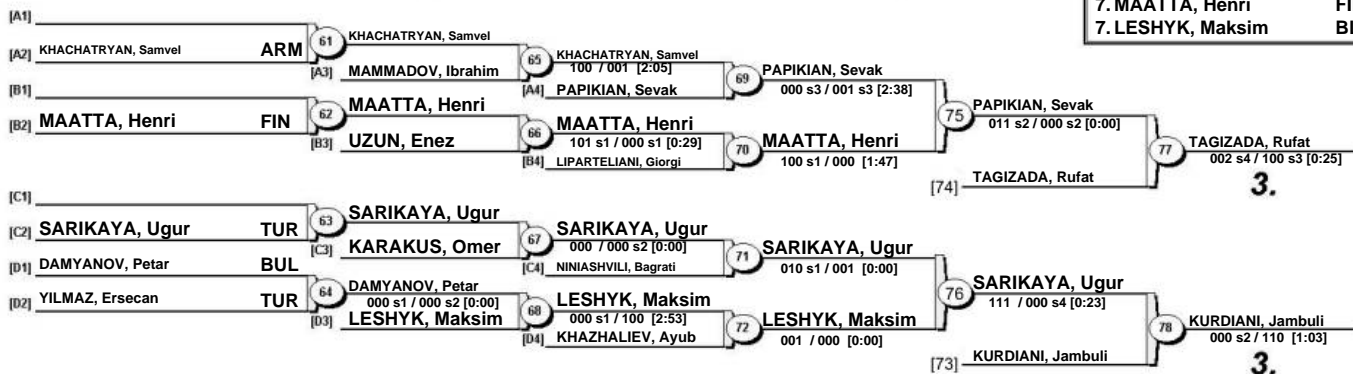 7. MAATTA, Henri FI
7. LESHYK, Maksim
[A1]
[A2] KHACHATRYAN, Samvel ARM
61 KHACHATRYAN, Samvel
[A3] MAMMADOV, Ibrahim
65 KHACHATRYAN, Samvel
100 / 001 [2:05]
[A4] PAPIKIAN, Sevak
69 PAPIKIAN, Sevak
000 s3 / 001 s3 [2:38]
[B1]
[B2] MAATTA, Henri FIN
62 MAATTA, Henri
[B3] UZUN, Enez
66 MAATTA, Henri
101 s1 / 000 s1 [0:29]
[B4] LIPARTELIANI, Giorgi
70 MAATTA, Henri
100 s1 / 000 [1:47]
75 PAPIKIAN, Sevak
011 s2 / 000 s2 [0:00]
[74] TAGIZADA, Rufat
77 TAGIZADA, Rufat
002 s4 / 100 s3 [0:25]
3.
[C1]
[C2] SARIKAYA, Ugur TUR
63 SARIKAYA, Ugur
[C3] KARAKUS, Omer
67 SARIKAYA, Ugur
000 / 000 s2 [0:00]
[C4] NINIASHVILI, Bagrati
71 SARIKAYA, Ugur
010 s1 / 001 [0:00]
[D1] DAMYANOV, Petar BUL
[D2] YILMAZ, Ersecan TUR
64 DAMYANOV, Petar
000 s1 / 000 s2 [0:00]
[D3] LESHYK, Maksim
68 LESHYK, Maksim
000 s1 / 100 [2:53]
[D4] KHAZHALIEV, Ayub
72 LESHYK, Maksim
001 / 000 [0:00]
76 SARIKAYA, Ugur
111 / 000 s4 [0:23]
[73] KURDIANI, Jambuli
78 KURDIANI, Jambuli
000 s2 / 110 [1:03]
3.